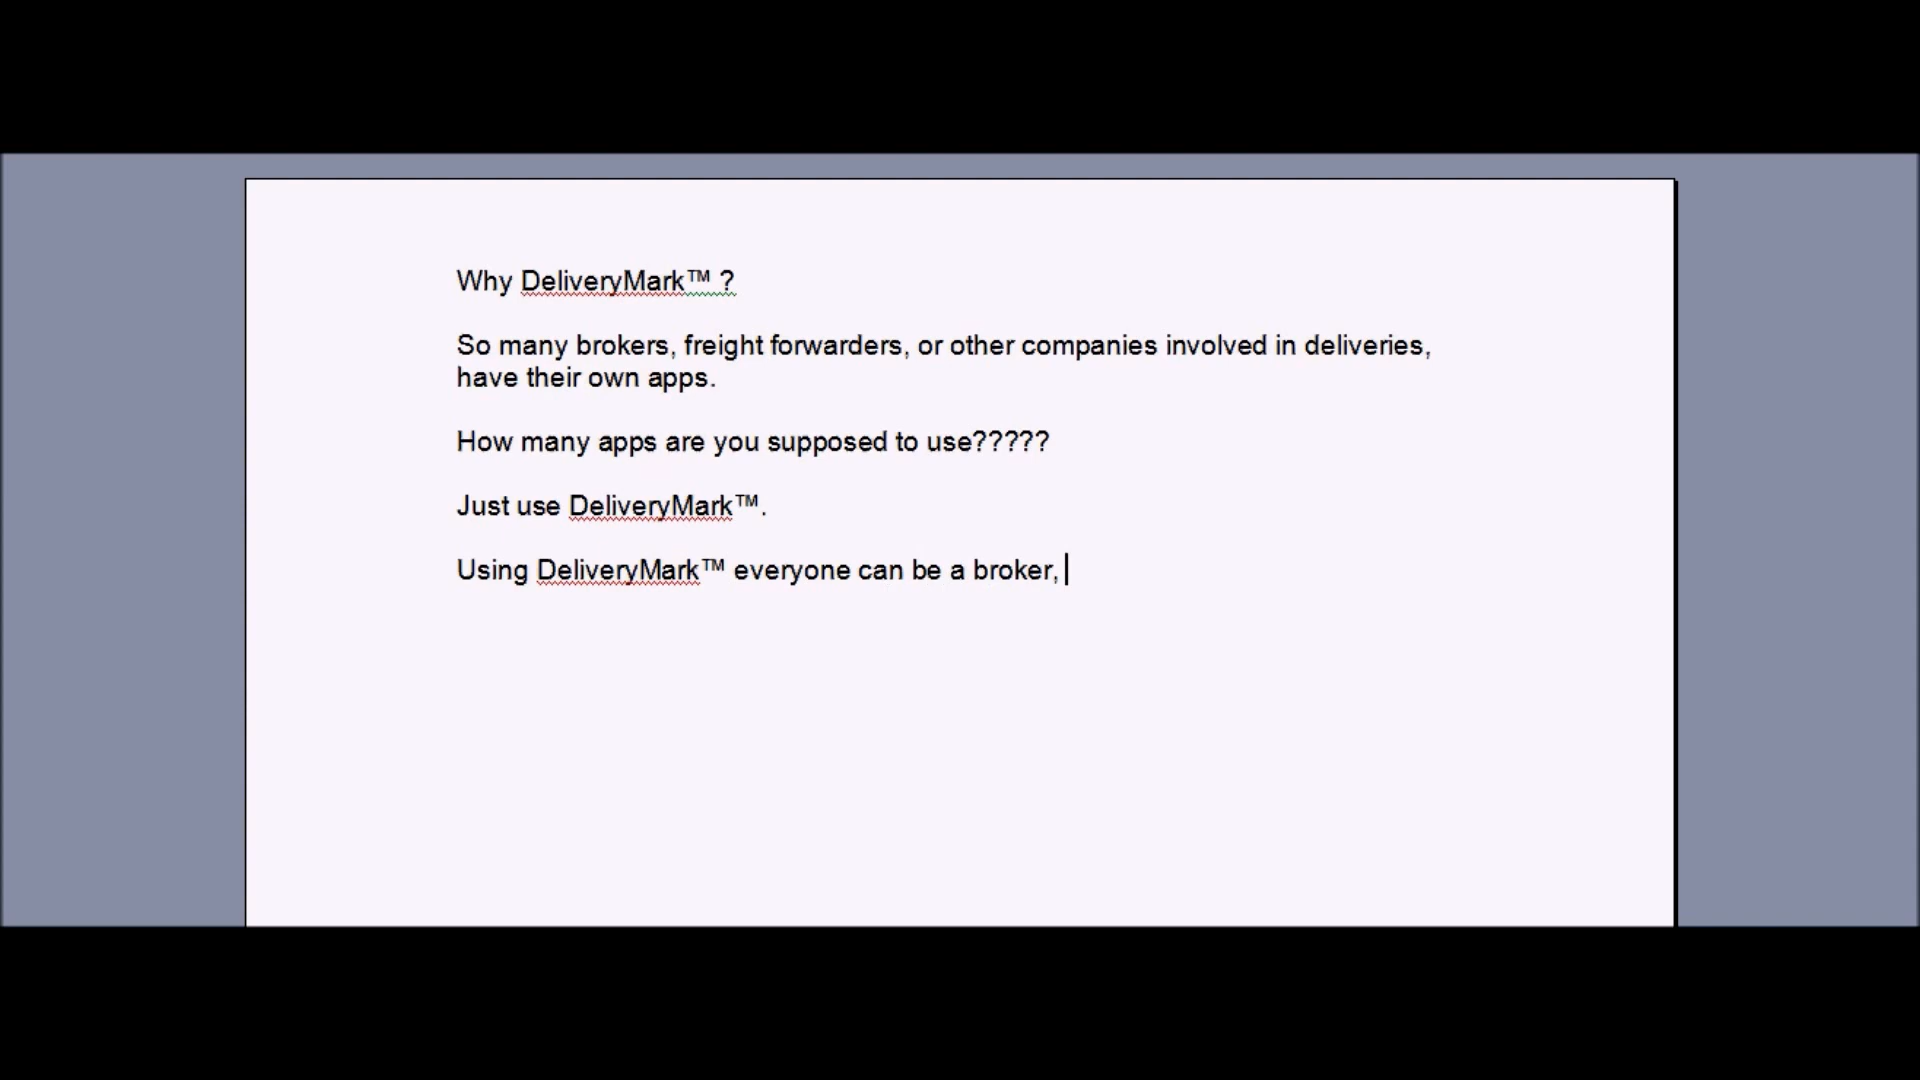 Why DeliveryMark™ ?
So many brokers, freight forwarders, or other companies involved in deliveries,
have their own apps.
How many apps are you supposed to use?????
Just use DeliveryMark™.
Using DeliveryMark™ everyone can be a broker,